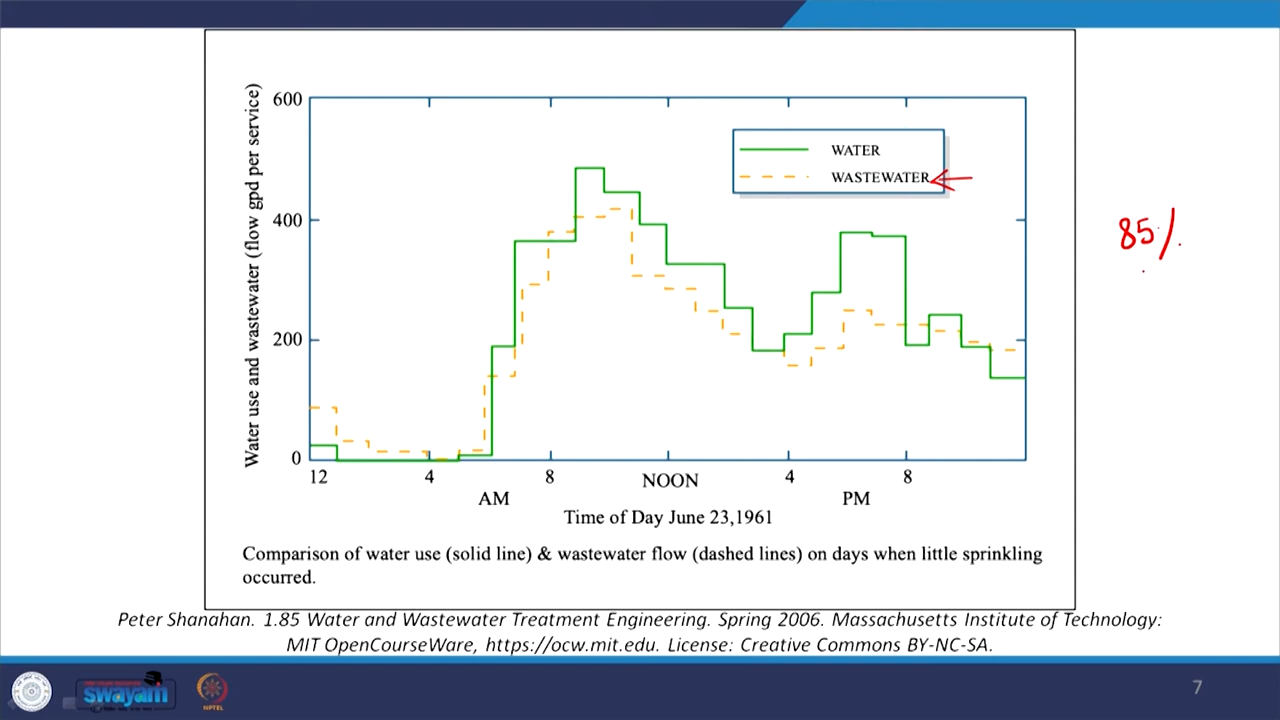 600
400
200
0
Water use and wastewater (flow gpd per service)
WATER
WASTEWATER
85%
12 4 8 NOON 4 8
AM PM
Time of Day June 23,1961
Comparison of water use (solid line) & wastewater flow (dashed lines) on days when little sprinkling
occurred.
Peter Shanahan. 1.85 Water and Wastewater Treatment Engineering. Spring 2006. Massachusetts Institute of Technology:
MIT OpenCourseWare, https://ocw.mit.edu. License: Creative Commons BY-NC-SA.
swayam
NPTEL
7